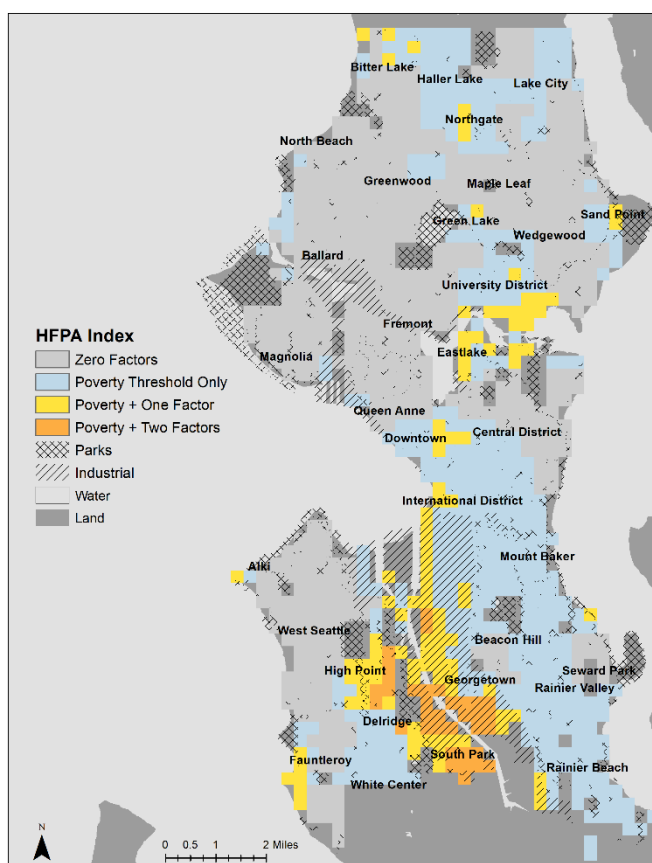 Bitter Lake
Haller Lake
Lake City
Northgate
North Beach
Greenwood
Maple Leaf
Green Lake
Sand Point
Wedgewood
Ballard
University District
Fremont
HFPA Index
Zero Factors
Poverty Threshold Only
Poverty + One Factor
Poverty + Two Factors
Parks
Industrial
Water
Land
Magnolia
Eastlake
Queen Anne
Downtown
Central District
International District
Mount Baker
Alki
West Seattle
Beacon Hill
High Point
Georgetown
Seward Park
Rainier Valley
Delridge
South Park
Fauntleroy
Rainier Beach
White Center
N
0 0.5 1 2 Miles